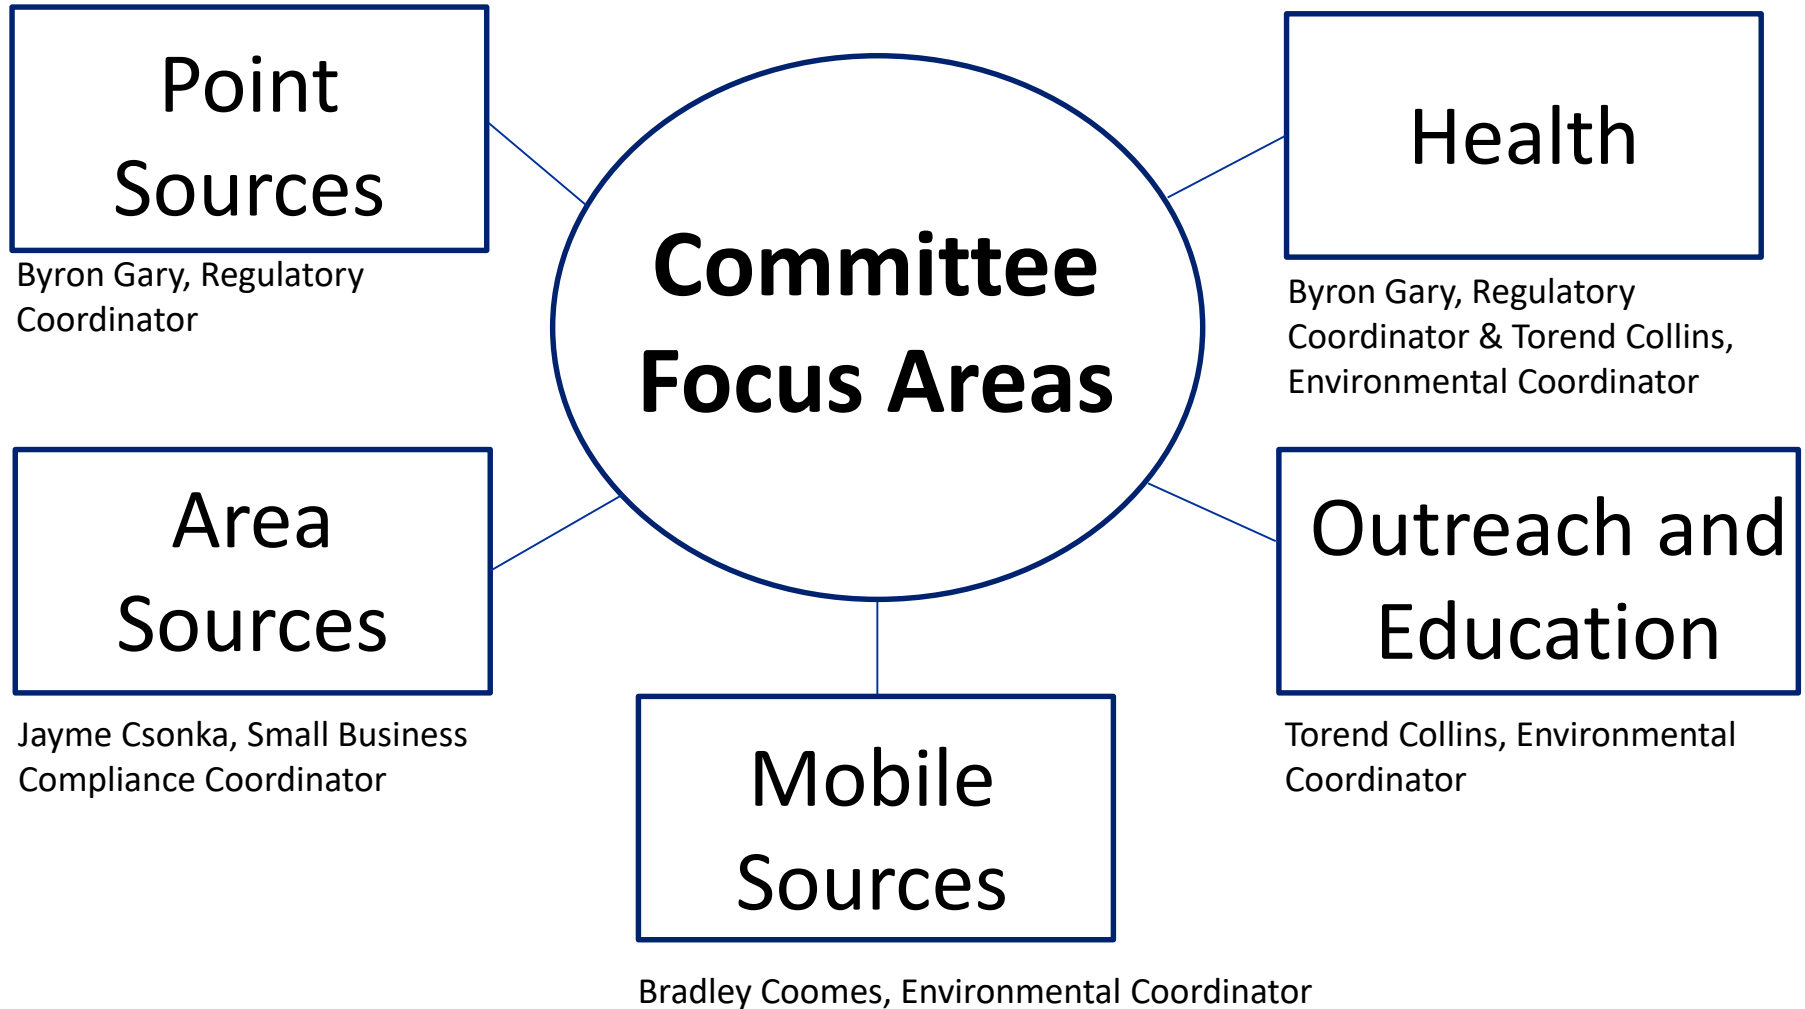 Point
Sources
Byron Gary, Regulatory
Coordinator
Committee
Focus Areas
Health
Byron Gary, Regulatory
Coordinator & Torend Collins,
Environmental Coordinator
Area
Sources
Jayme Csonka, Small Business
Compliance Coordinator
Mobile
Sources
Bradley Coomes, Environmental Coordinator
Outreach and
Education
Torend Collins, Environmental
Coordinator